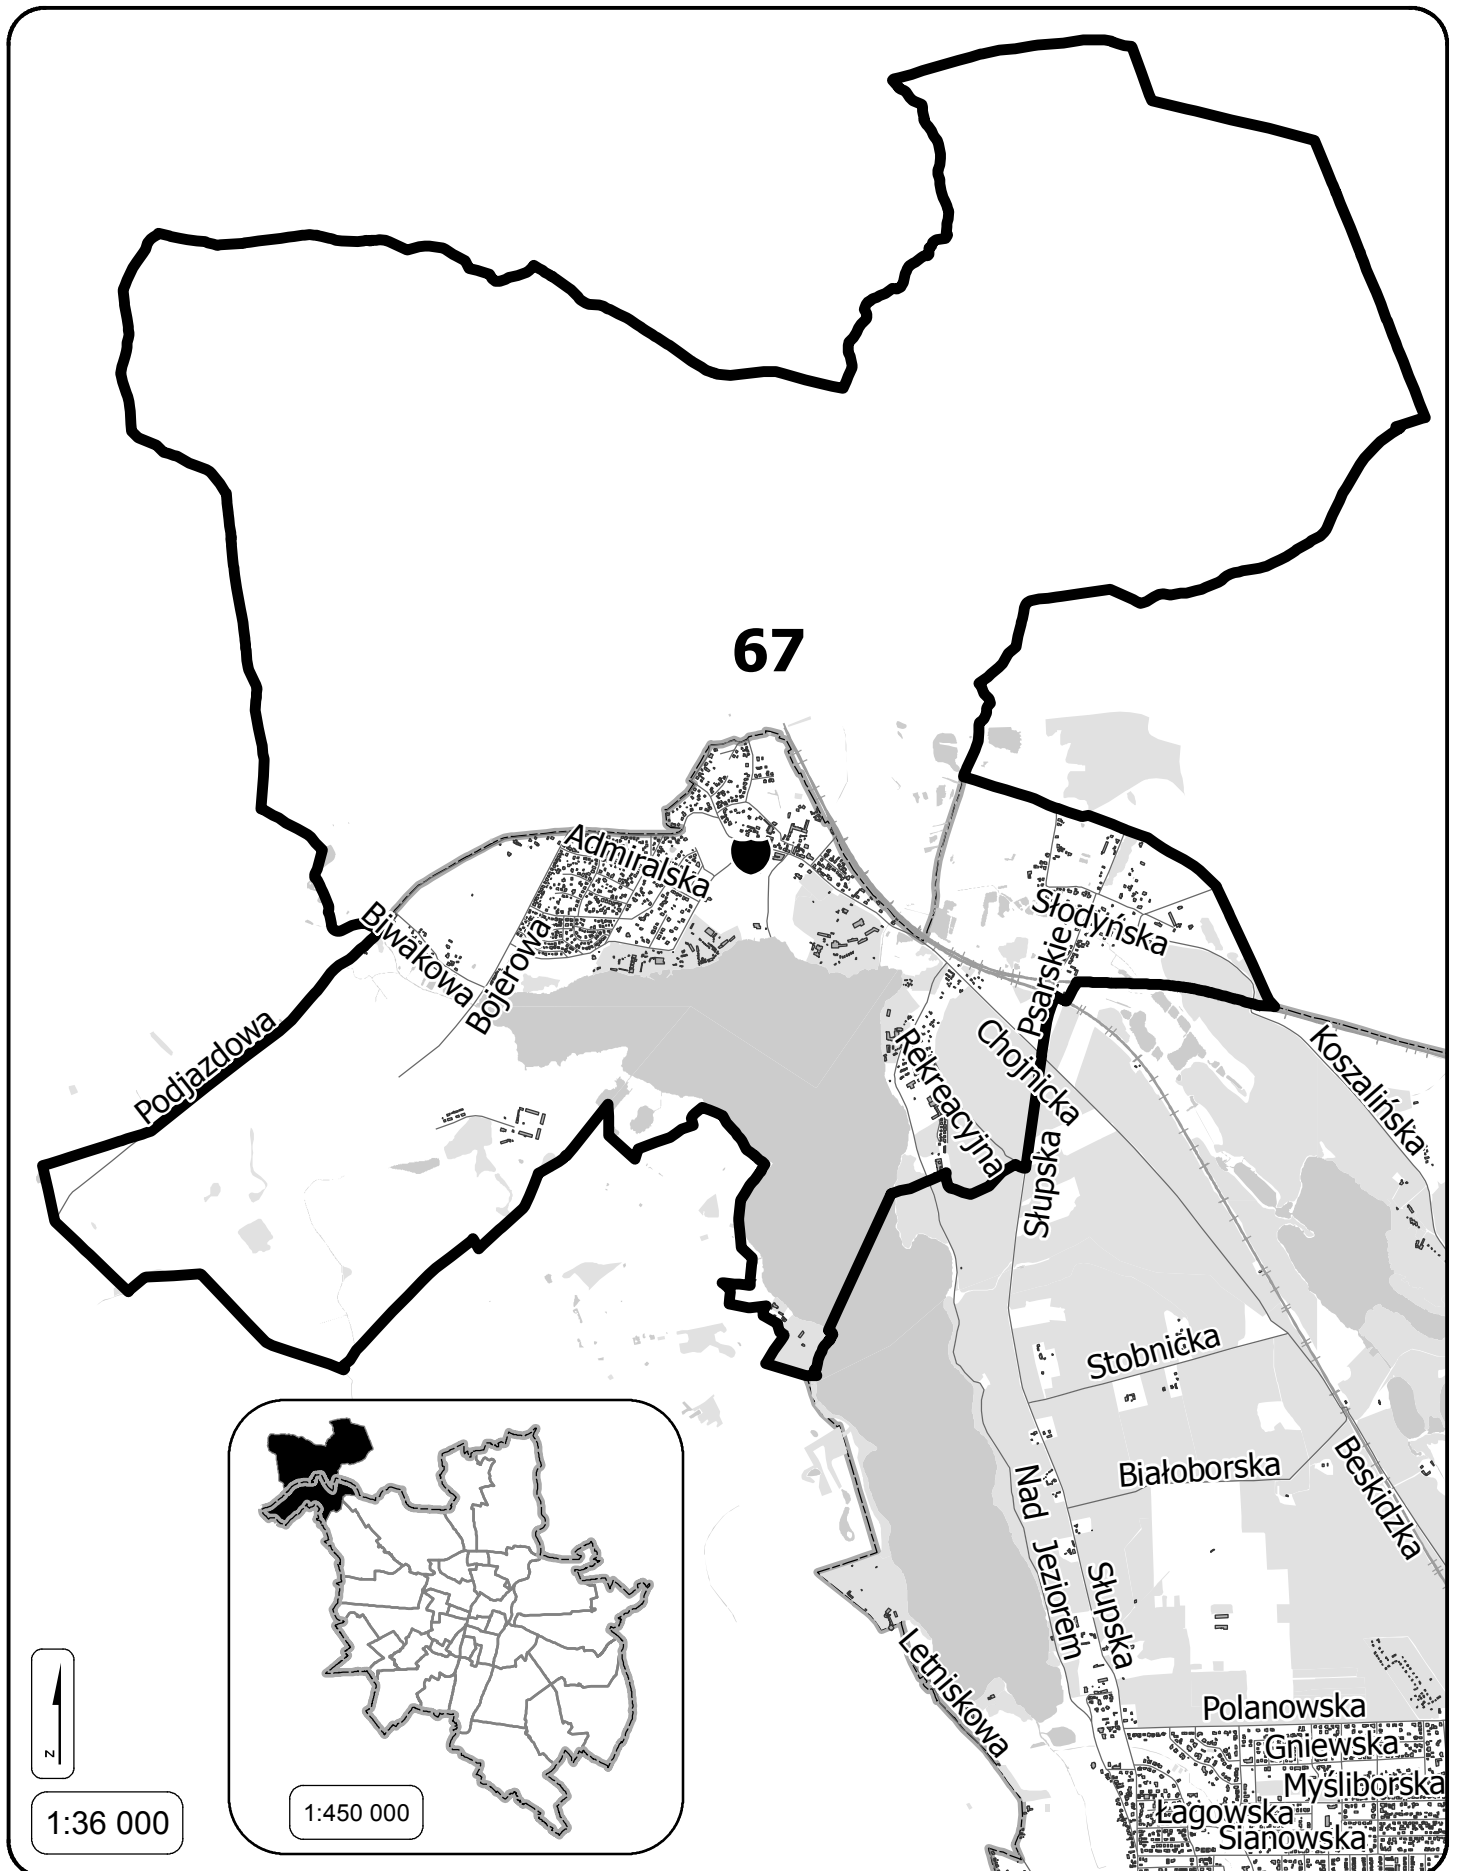 67
Admiralska
Biwakowa
Bojerowa
Słodyńska
Psarskie
Podjazdowa
Chojnicka
Rekreacyjna
Koszalińska
Słupska
Stobnicka
Białoborska
Beskidzka
Nad Jeziorem
Słupska
Letniskowa
Polanowska
Gniewska
Myśliborska
Łagowska
Sianowska
z
1:36 000
1:450 000